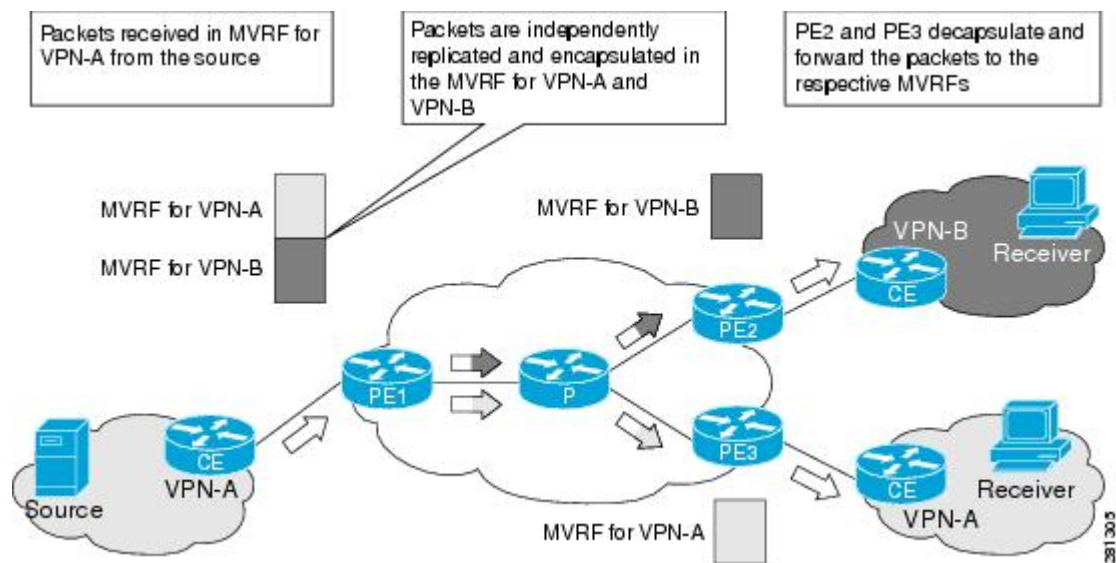 Packets received in MVRF for
VPN-A from the source
Packets are independently
replicated and encapsulated in
the MVRF for VPN-A and
VPN-B
PE2 and PE3 decapsulate and
forward the packets to the
respective MVRFs
MVRF for VPN-A
MVRF for VPN-B
MVRF for VPN-B
VPN-B
Receiver
CE
PE2
PE1
P
CE
VPN-A
Source
PE3
CE
Receiver
VPN-A
MVRF for VPN-A
381305